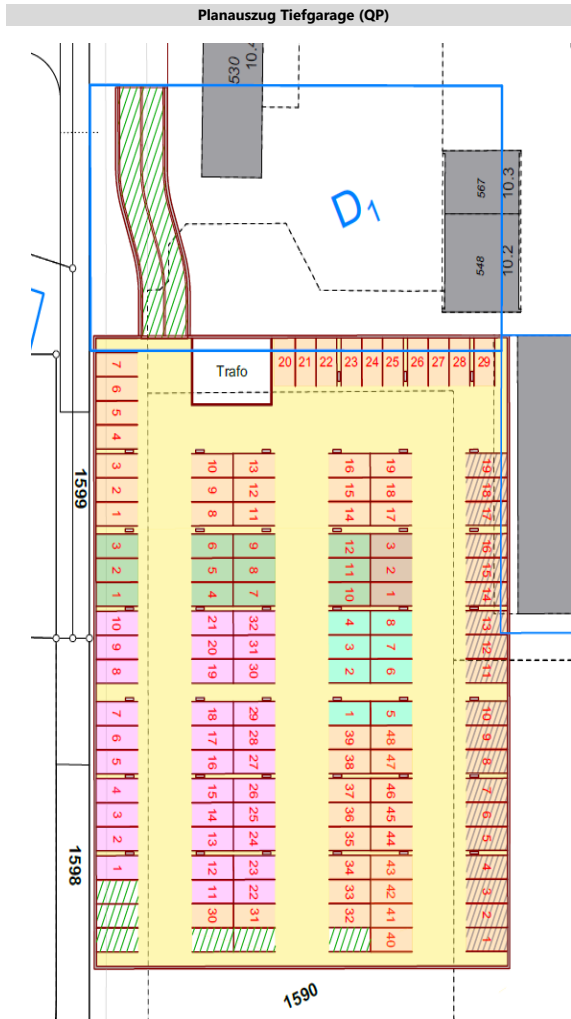 Planauszug Tiefgarage (QP)
530
10.4
D1
567
10.3
548
10.2
Trafo
20 21 22 23 24 25 26 27 28 29
7
6
5
4
3 10 13 16 19 19
2 9 12 15 18 18
1 8 11 14 17 17
1599
3 6 9 12 3 16
2 5 8 11 2 15
1 4 7 10 1 14
10 21 32 4 8 13
9 20 31 3 7 12
8 19 30 2 6 11
7 18 29 1 5 10
6 17 28 39 48 9
5 16 27 38 47 8
4 15 26 37 46 7
3 14 25 36 45 6
2 13 24 35 44 5
1598
1 12 23 34 43 4
11 22 33 42 3
30 31 32 41 2
40 1
1590